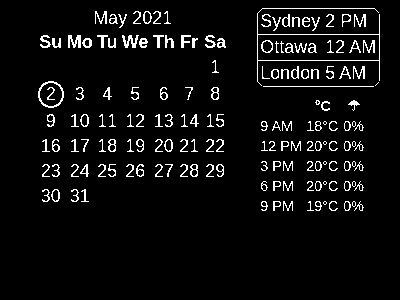 May 2021
Su Mo Tu We Th Fr Sa
1
2 3 4 5 6 7 8
9 10 11 12 13 14 15
16 17 18 19 20 21 22
23 24 25 26 27 28 29
30 31
Sydney 2 PM
Ottawa 12 AM
London 5 AM
°C ☂
9 AM 18°C 0%
12 PM 20°C 0%
3 PM 20°C 0%
6 PM 20°C 0%
9 PM 19°C 0%